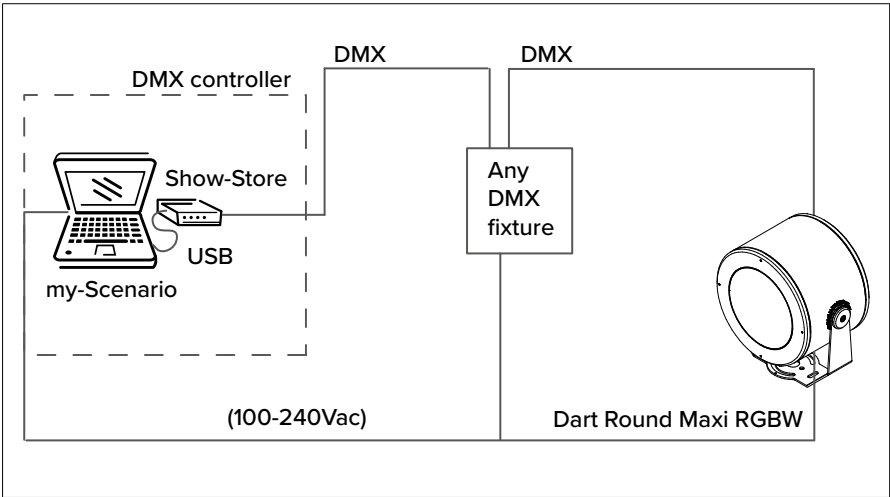 DMX
DMX
DMX controller
Show-Store
Any
DMX
fixture
USB
my-Scenario
(100-240Vac)
Dart Round Maxi RGBW